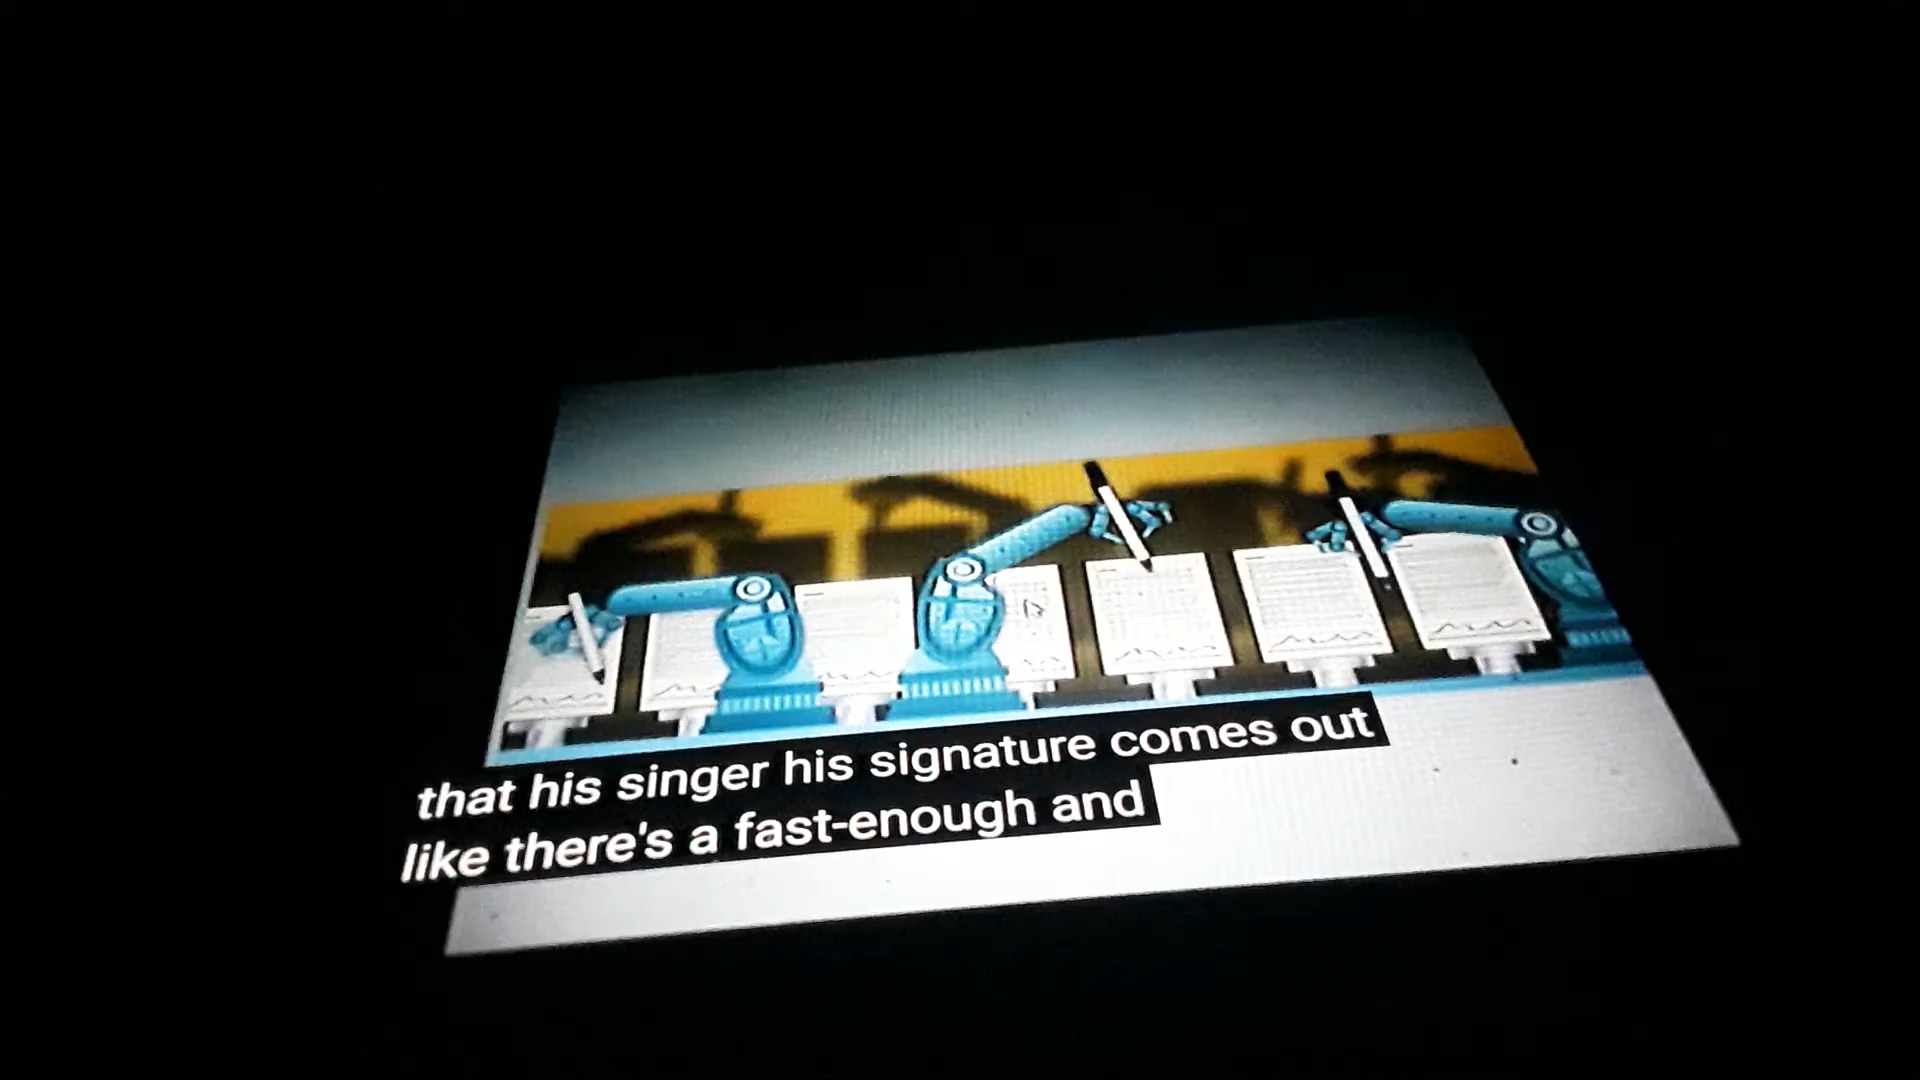 that his singer his signature comes out
like there's a fast-enough and